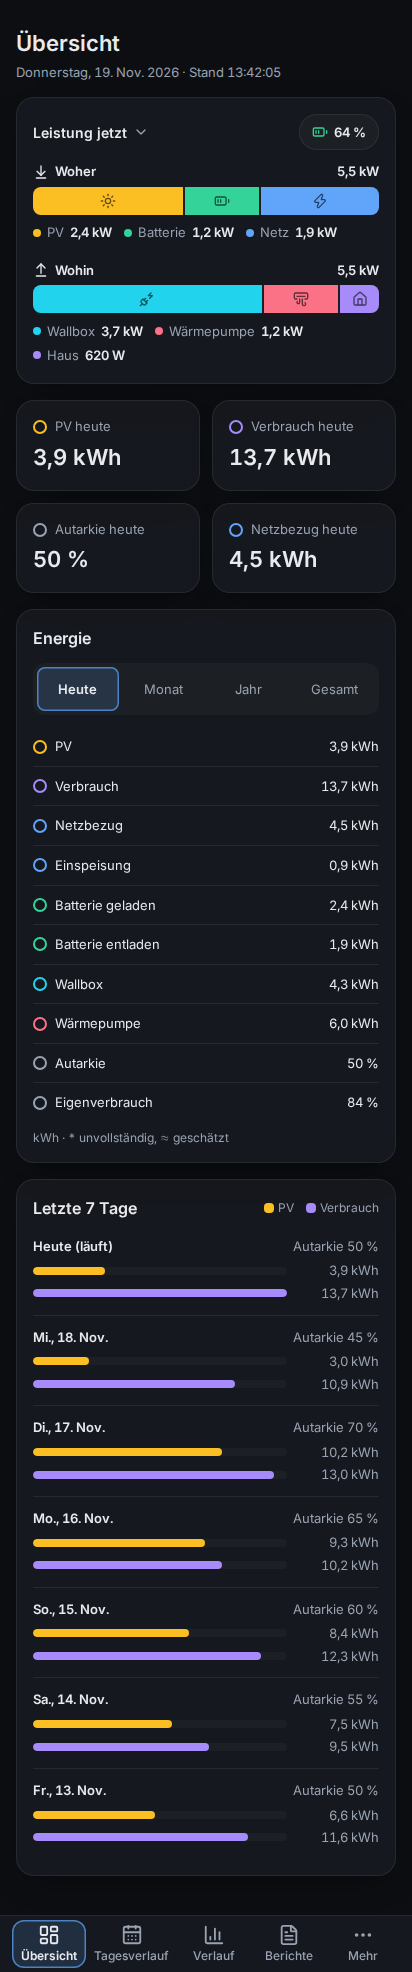 Übersicht
Donnerstag, 19. Nov. 2026 · Stand 13:42:05
Leistung jetzt
64 %
Woher 5,5 kW
PV 2,4 kW Batterie 1,2 kW Netz 1,9 kW
Wohin 5,5 kW
Wallbox 3,7 kW Wärmepumpe 1,2 kW
Haus 620 W
PV heute
3,9 kWh
Verbrauch heute
13,7 kWh
Autarkie heute
50 %
Netzbezug heute
4,5 kWh
Energie
Heute Monat Jahr Gesamt
PV 3,9 kWh
Verbrauch 13,7 kWh
Netzbezug 4,5 kWh
Einspeisung 0,9 kWh
Batterie geladen 2,4 kWh
Batterie entladen 1,9 kWh
Wallbox 4,3 kWh
Wärmepumpe 6,0 kWh
Autarkie 50 %
Eigenverbrauch 84 %
kWh · * unvollständig, ≈ geschätzt
Letzte 7 Tage PV Verbrauch
Heute (läuft) Autarkie 50 %
3,9 kWh
13,7 kWh
Mi., 18. Nov. Autarkie 45 %
3,0 kWh
10,9 kWh
Di., 17. Nov. Autarkie 70 %
10,2 kWh
13,0 kWh
Mo., 16. Nov. Autarkie 65 %
9,3 kWh
10,2 kWh
So., 15. Nov. Autarkie 60 %
8,4 kWh
12,3 kWh
Sa., 14. Nov. Autarkie 55 %
7,5 kWh
9,5 kWh
Fr., 13. Nov. Autarkie 50 %
6,6 kWh
11,6 kWh
Übersicht Tagesverlauf Verlauf Berichte Mehr